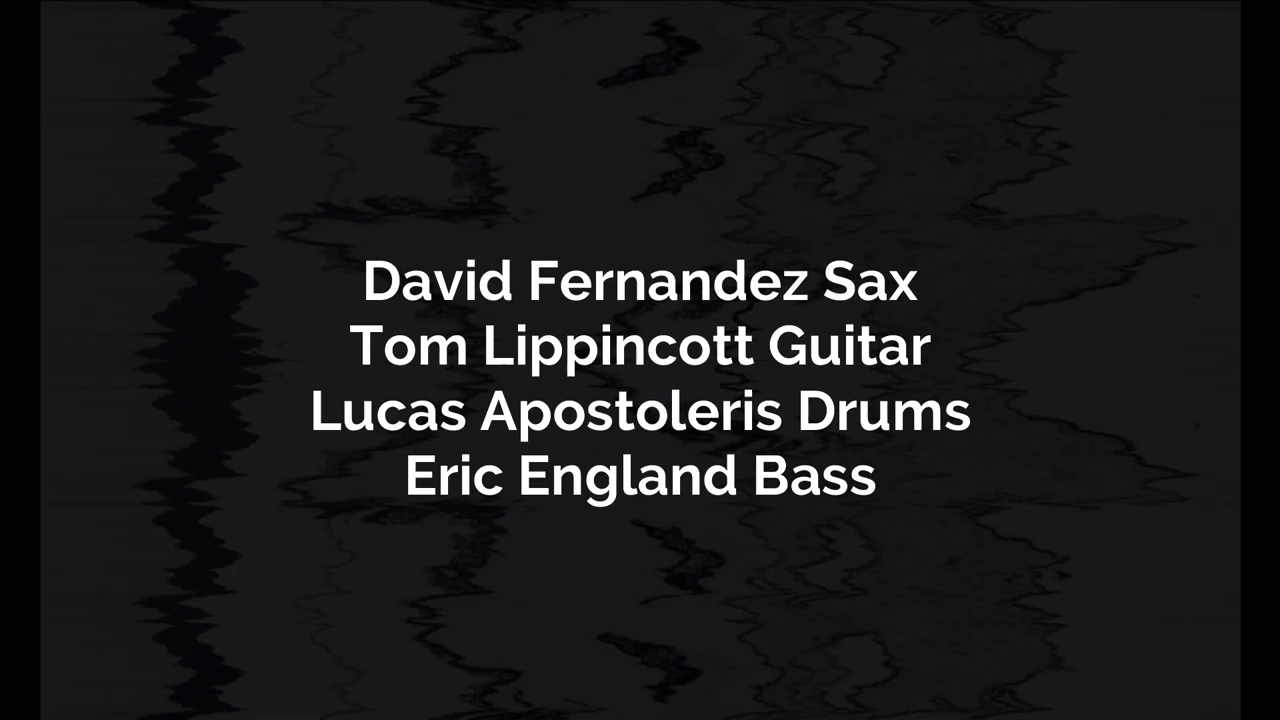 David Fernandez Sax
Tom Lippincott Guitar
Lucas Apostoleris Drums
Eric England Bass